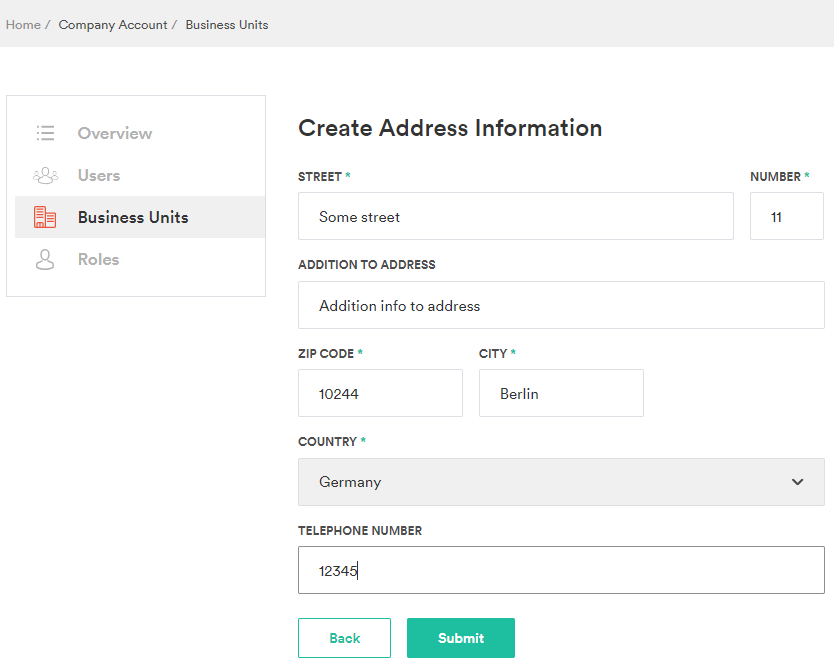 Home / Company Account / Business Units
Overview
Users
Business Units
Roles
Create Address Information
STREET *
NUMBER *
Some street
11
ADDITION TO ADDRESS
Addition info to address
ZIP CODE *
CITY *
10244
Berlin
COUNTRY *
Germany
TELEPHONE NUMBER
12345
Back
Submit